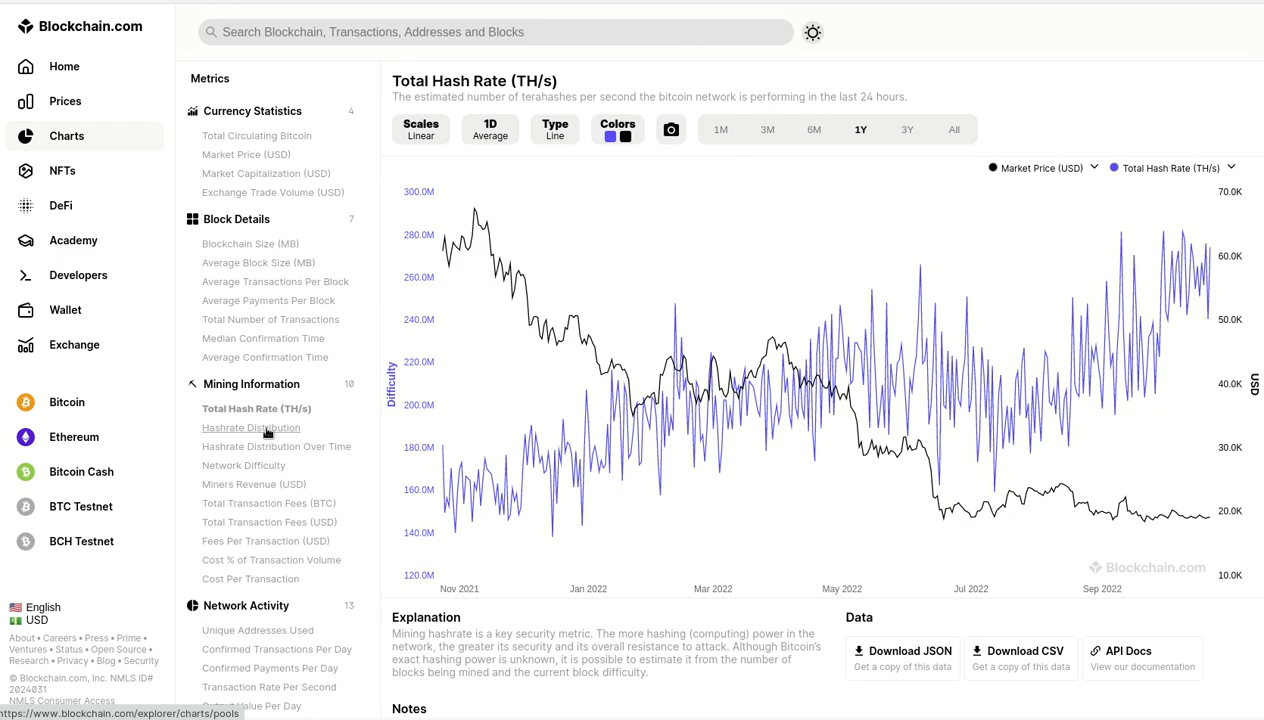 Blockchain.com
Home
Prices
Charts
NFTs
DeFi
Academy
Developers
Wallet
Exchange
Bitcoin
Ethereum
Bitcoin Cash
BTC Testnet
BCH Testnet
English
USD
About • Careers • Press • Prime •
Ventures • Status • Open Source •
Research • Privacy • Blog • Security
© Blockchain.com, Inc. NMLS ID#
2024031
NMLS Consumer Access
https://www.blockchain.com/explorer/charts/pools
Search Blockchain, Transactions, Addresses and Blocks
Metrics
Currency Statistics 4
Total Circulating Bitcoin
Market Price (USD)
Market Capitalization (USD)
Exchange Trade Volume (USD)
Block Details 7
Blockchain Size (MB)
Average Block Size (MB)
Average Transactions Per Block
Average Payments Per Block
Total Number of Transactions
Median Confirmation Time
Average Confirmation Time
Mining Information 10
Total Hash Rate (TH/s)
Hashrate Distribution
Hashrate Distribution Over Time
Network Difficulty
Miners Revenue (USD)
Total Transaction Fees (BTC)
Total Transaction Fees (USD)
Fees Per Transaction (USD)
Cost % of Transaction Volume
Cost Per Transaction
Network Activity 13
Unique Addresses Used
Confirmed Transactions Per Day
Confirmed Payments Per Day
Transaction Rate Per Second
Output Value Per Day
Total Hash Rate (TH/s)
The estimated number of terahashes per second the bitcoin network is performing in the last 24 hours.
Scales
Linear
1D
Average
Type
Line
Colors
1M 3M 6M 1Y 3Y All
Market Price (USD) Total Hash Rate (TH/s)
300.0M
280.0M
260.0M
240.0M
220.0M
200.0M
180.0M
160.0M
140.0M
120.0M
Difficulty
70.0K
60.0K
50.0K
40.0K
30.0K
20.0K
10.0K
USD
Blockchain.com
Nov 2021 Jan 2022 Mar 2022 May 2022 Jul 2022 Sep 2022
Explanation
Mining hashrate is a key security metric. The more hashing (computing) power in the
network, the greater its security and its overall resistance to attack. Although Bitcoin's
exact hashing power is unknown, it is possible to estimate it from the number of
blocks being mined and the current block difficulty.
Notes
Data
Download JSON
Get a copy of this data
Download CSV
Get a copy of this data
API Docs
View our documentation